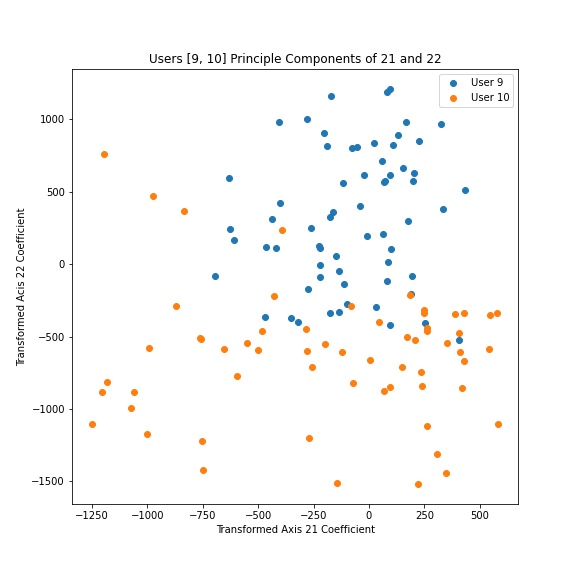 Users [9, 10] Principle Components of 21 and 22
User 9
User 10
Transformed Acis 22 Coefficient
1000
500
0
−500
−1000
−1500
−1250
−1000
−750
−500
−250
0
250
500
Transformed Axis 21 Coefficient